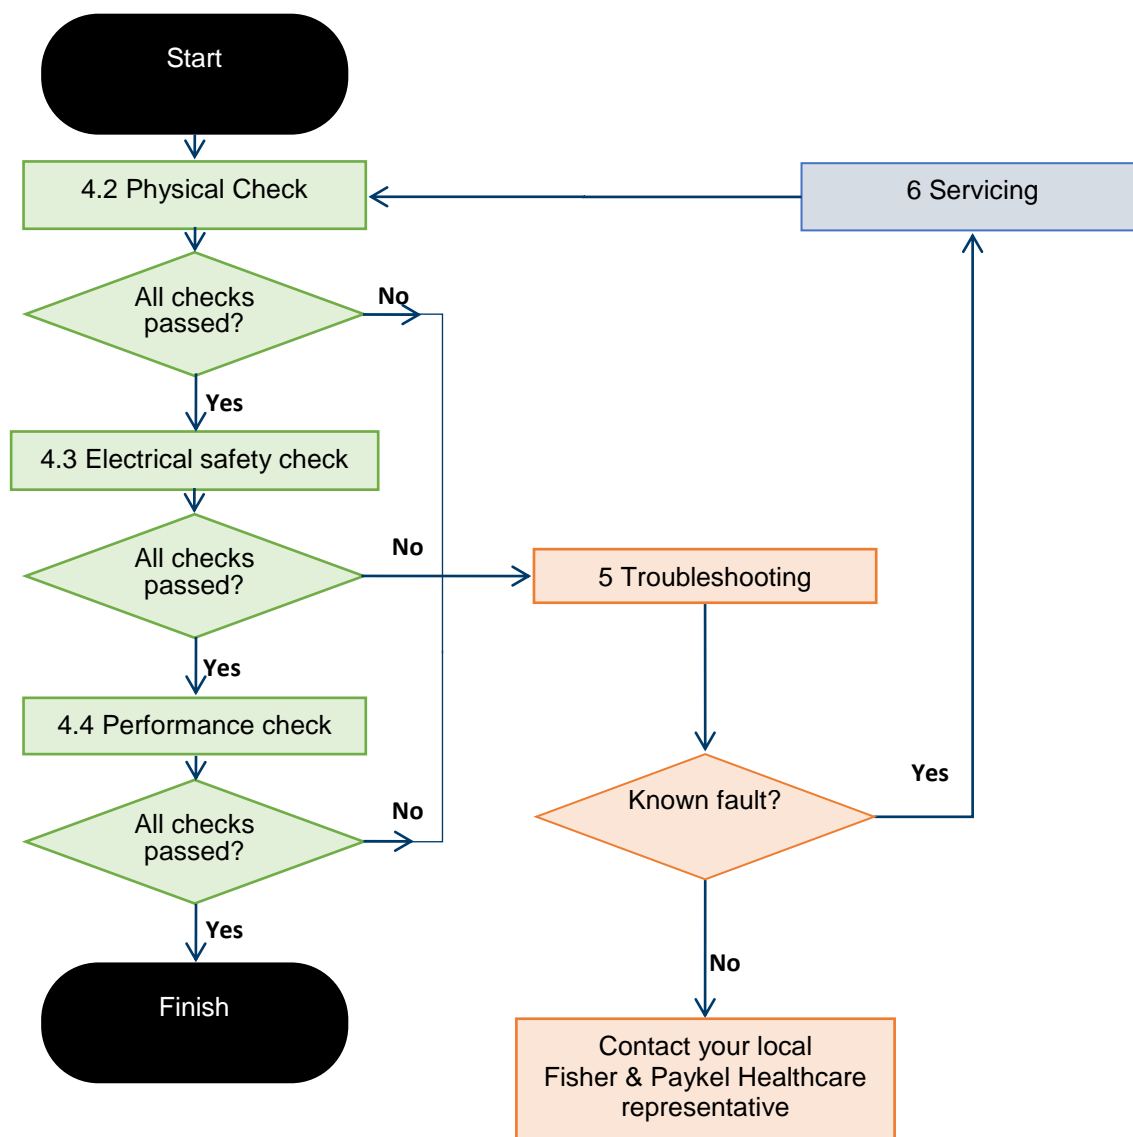 Start
4.2 Physical Check
6 Servicing
All checks
passed?
No
Yes
4.3 Electrical safety check
All checks
passed?
No
5 Troubleshooting
Yes
4.4 Performance check
Known fault?
Yes
All checks
passed?
No
Yes
Finish
No
Contact your local
Fisher & Paykel Healthcare
representative